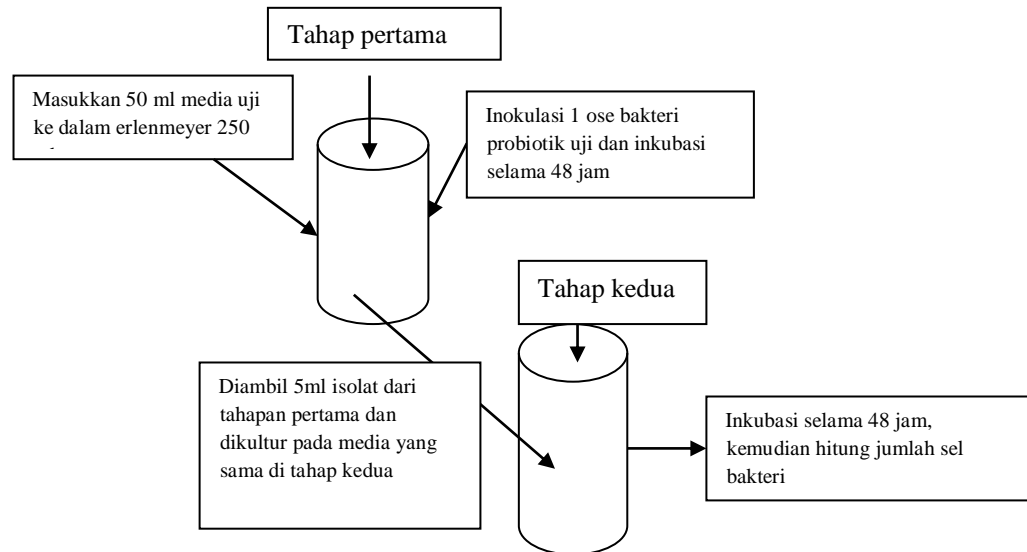 Tahap pertama
Masukkan 50 ml media uji
ke dalam erlenmeyer 250
Inokulasi 1 ose bakteri
probiotik uji dan inkubasi
selama 48 jam
Tahap kedua
Diambil 5ml isolat dari
tahapan pertama dan
dikultur pada media yang
sama di tahap kedua
Inkubasi selama 48 jam,
kemudian hitung jumlah sel
bakteri